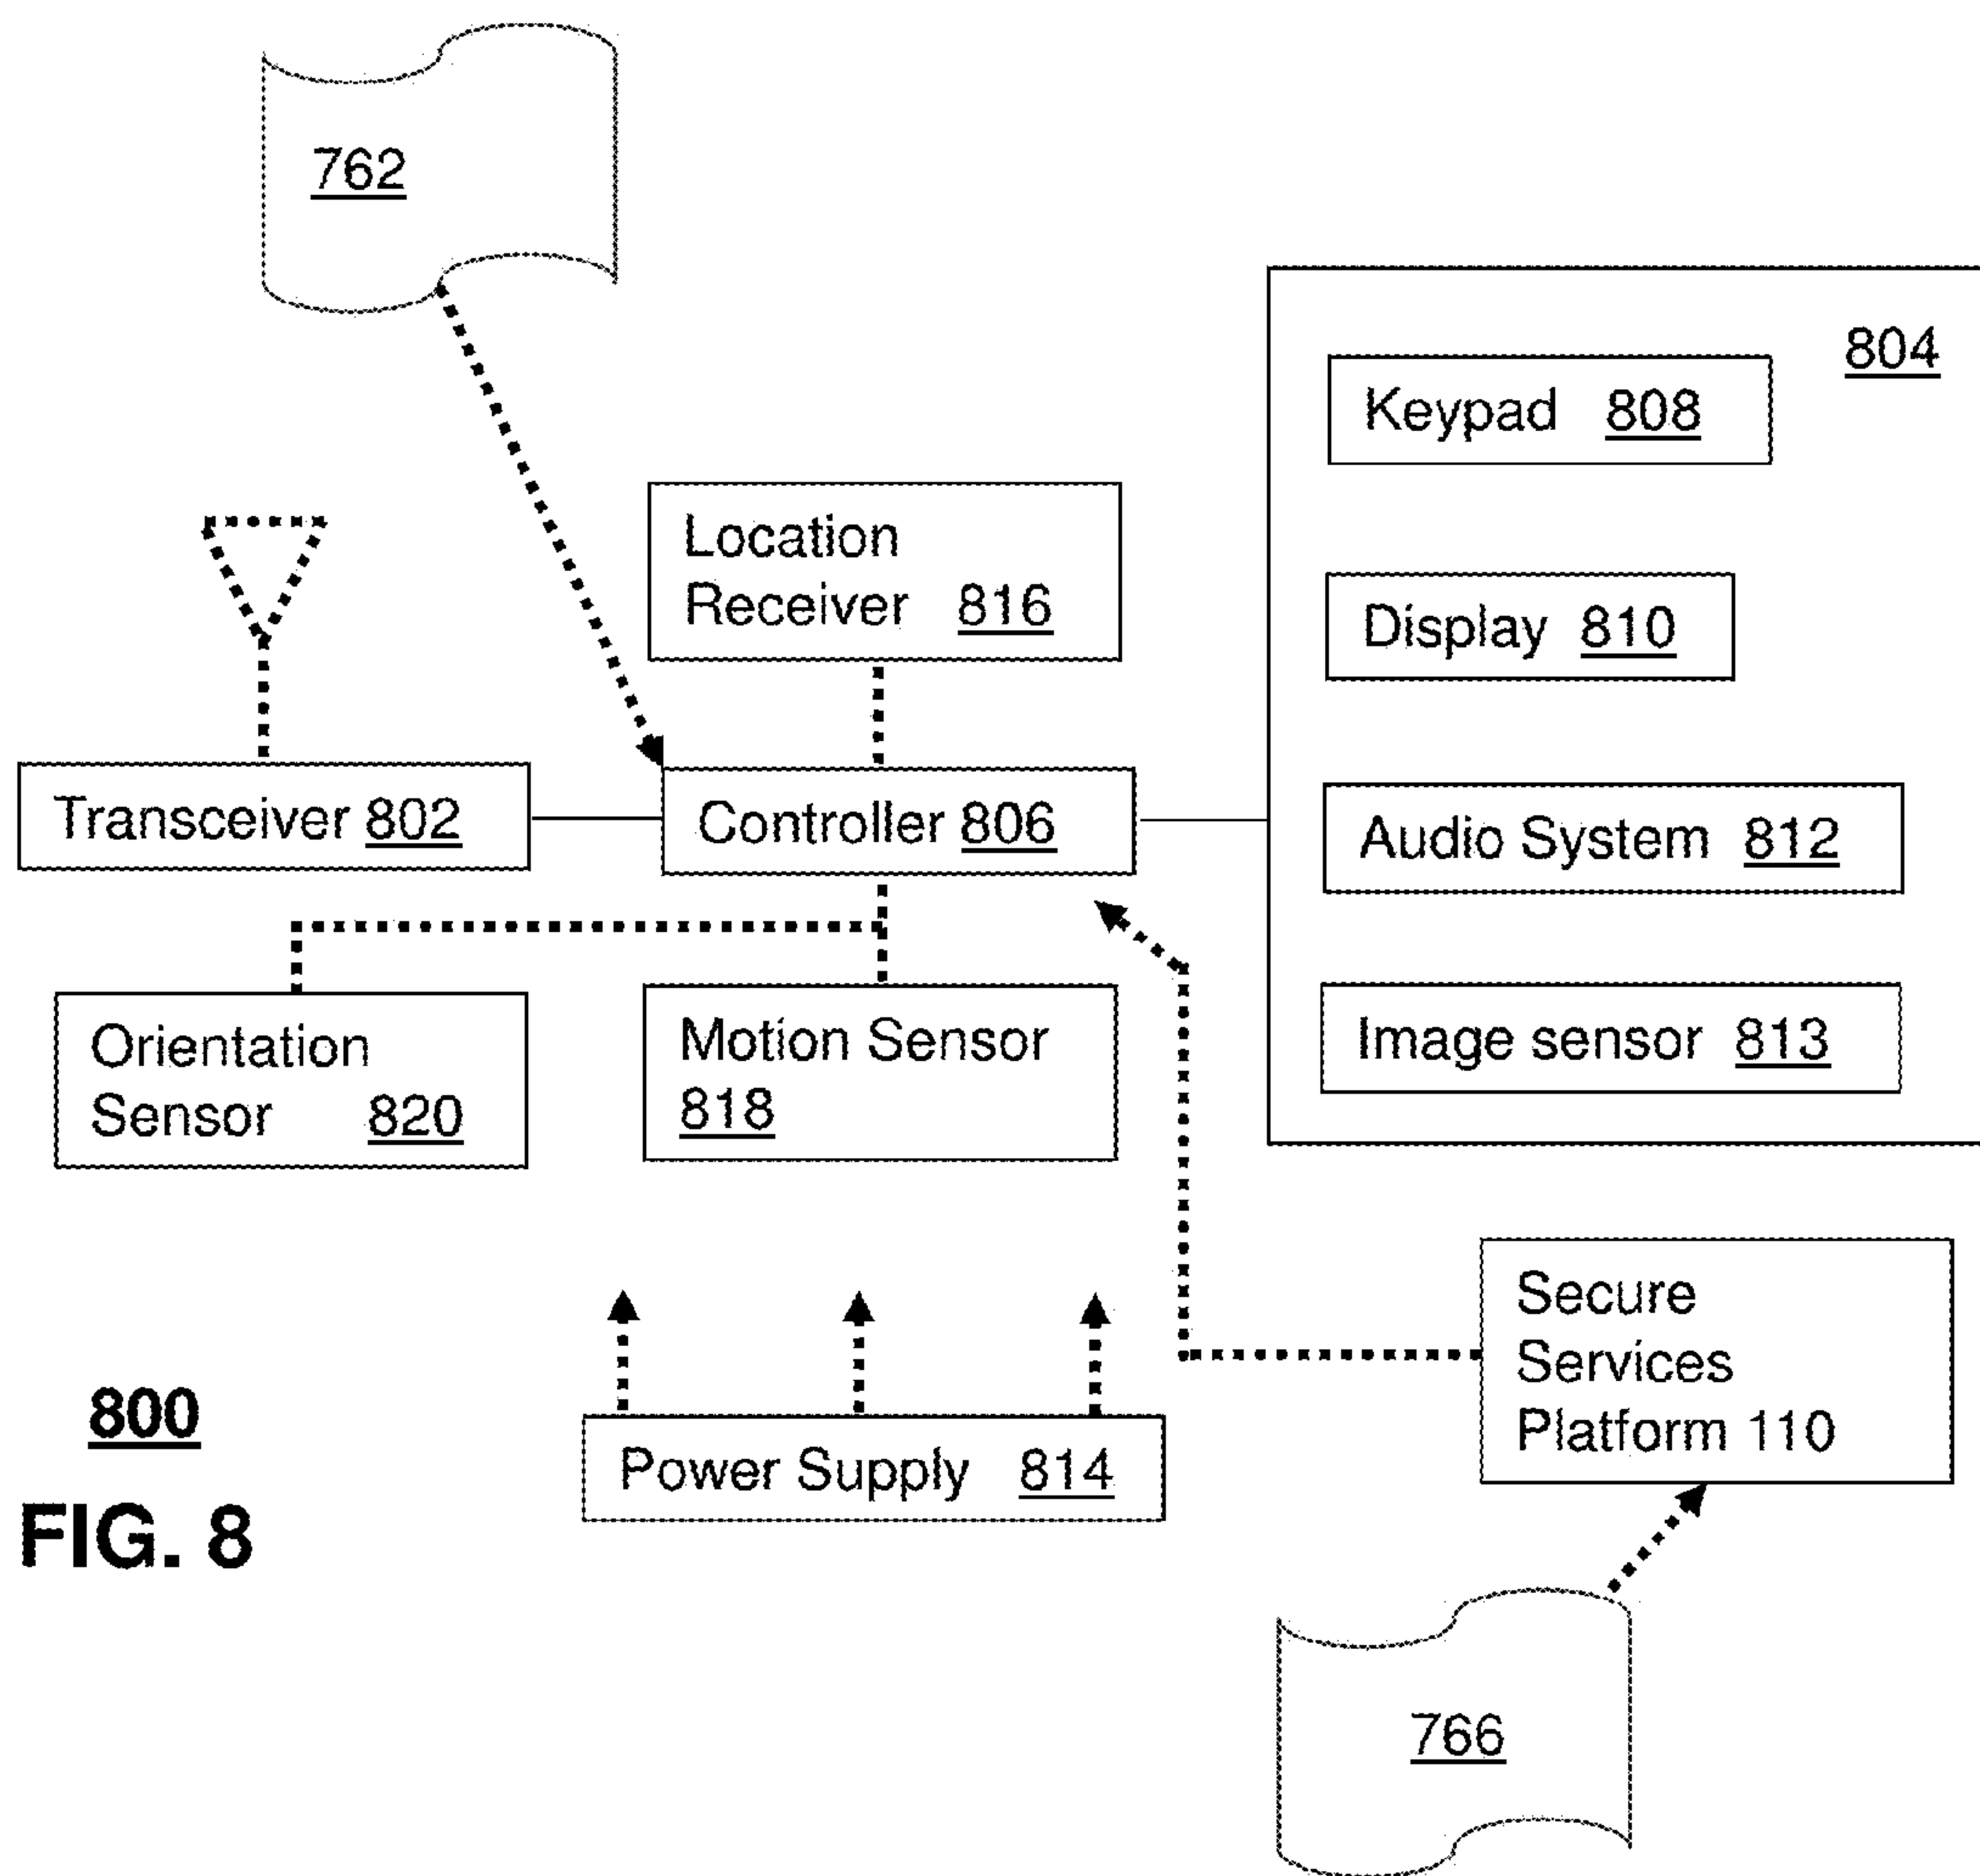 762
804
Keypad 808
Location
Receiver 816
Display 810
Transceiver 802
Controller 806
Audio System 812
Orientation
Sensor 820
Motion Sensor
818
Image sensor 813
Secure
Services
Platform 110
800
Power Supply 814
FIG. 8
766